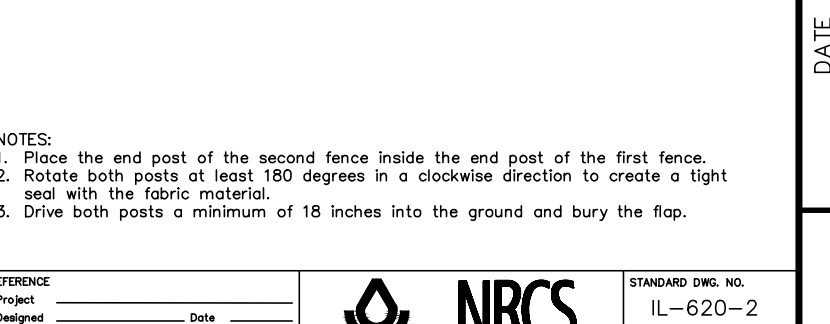 DATE
NOTES:
1. Place the end post of the second fence inside the end post of the first fence.
2. Rotate both posts at least 180 degrees in a clockwise direction to create a tight
seal with the fabric material.
3. Drive both posts a minimum of 18 inches into the ground and bury the flap.
EFERENCE
Project
Designed Date
NRCS
STANDARD DWG. NO.
IL-620-2